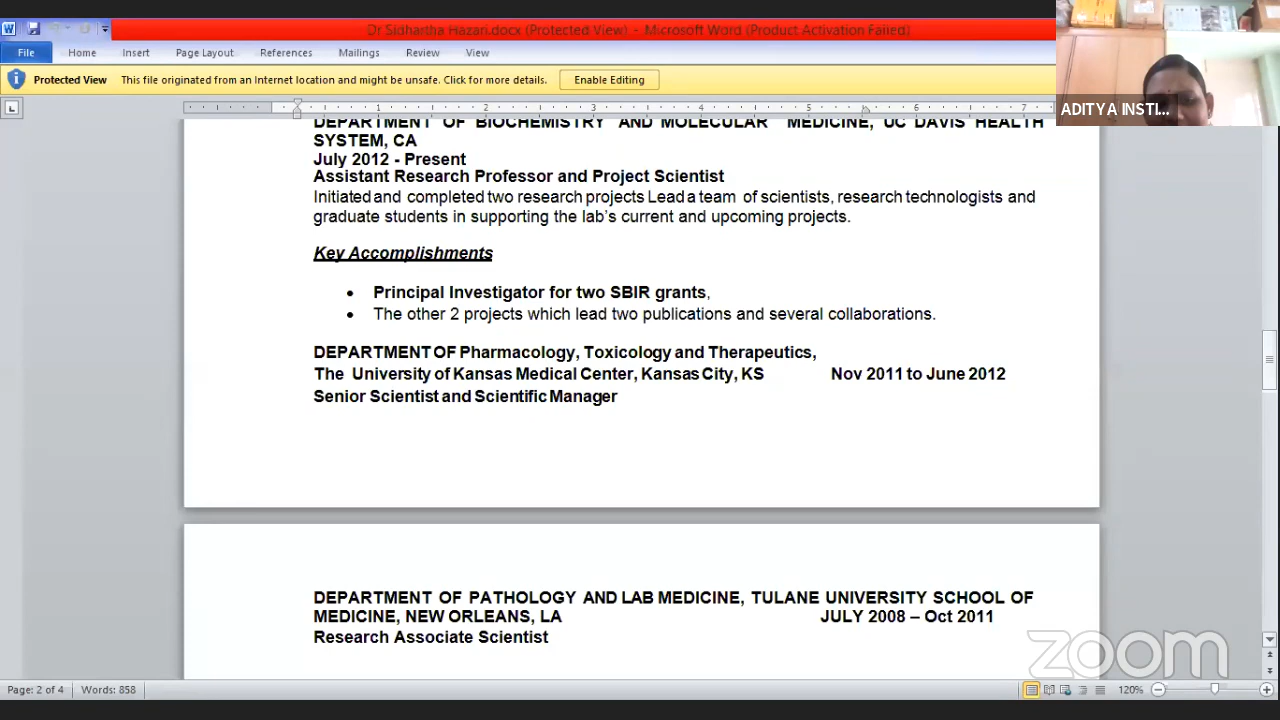 Dr Sidhartha Hazari.docx (Protected View) - Microsoft Word (Product Activation Failed)
File Home Insert Page Layout References Mailings Review View
Protected View This file originated from an Internet location and might be unsafe. Click for more details. Enable Editing
ADITYA INSTI...
1 2 3 4 5 6 7
DEPARTMENT OF BIOCHEMISTRY AND MOLECULAR MEDICINE, UC DAVIS HEALTH
SYSTEM, CA
July 2012 - Present
Assistant Research Professor and Project Scientist
Initiated and completed two research projects Lead a team of scientists, research technologists and
graduate students in supporting the lab's current and upcoming projects.
Key Accomplishments
• Principal Investigator for two SBIR grants,
• The other 2 projects which lead two publications and several collaborations.
DEPARTMENT OF Pharmacology, Toxicology and Therapeutics,
The University of Kansas Medical Center, Kansas City, KS Nov 2011 to June 2012
Senior Scientist and Scientific Manager
DEPARTMENT OF PATHOLOGY AND LAB MEDICINE, TULANE UNIVERSITY SCHOOL OF
MEDICINE, NEW ORLEANS, LA JULY 2008 – Oct 2011
Research Associate Scientist
zoom
Page: 2 of 4 Words: 858 120%